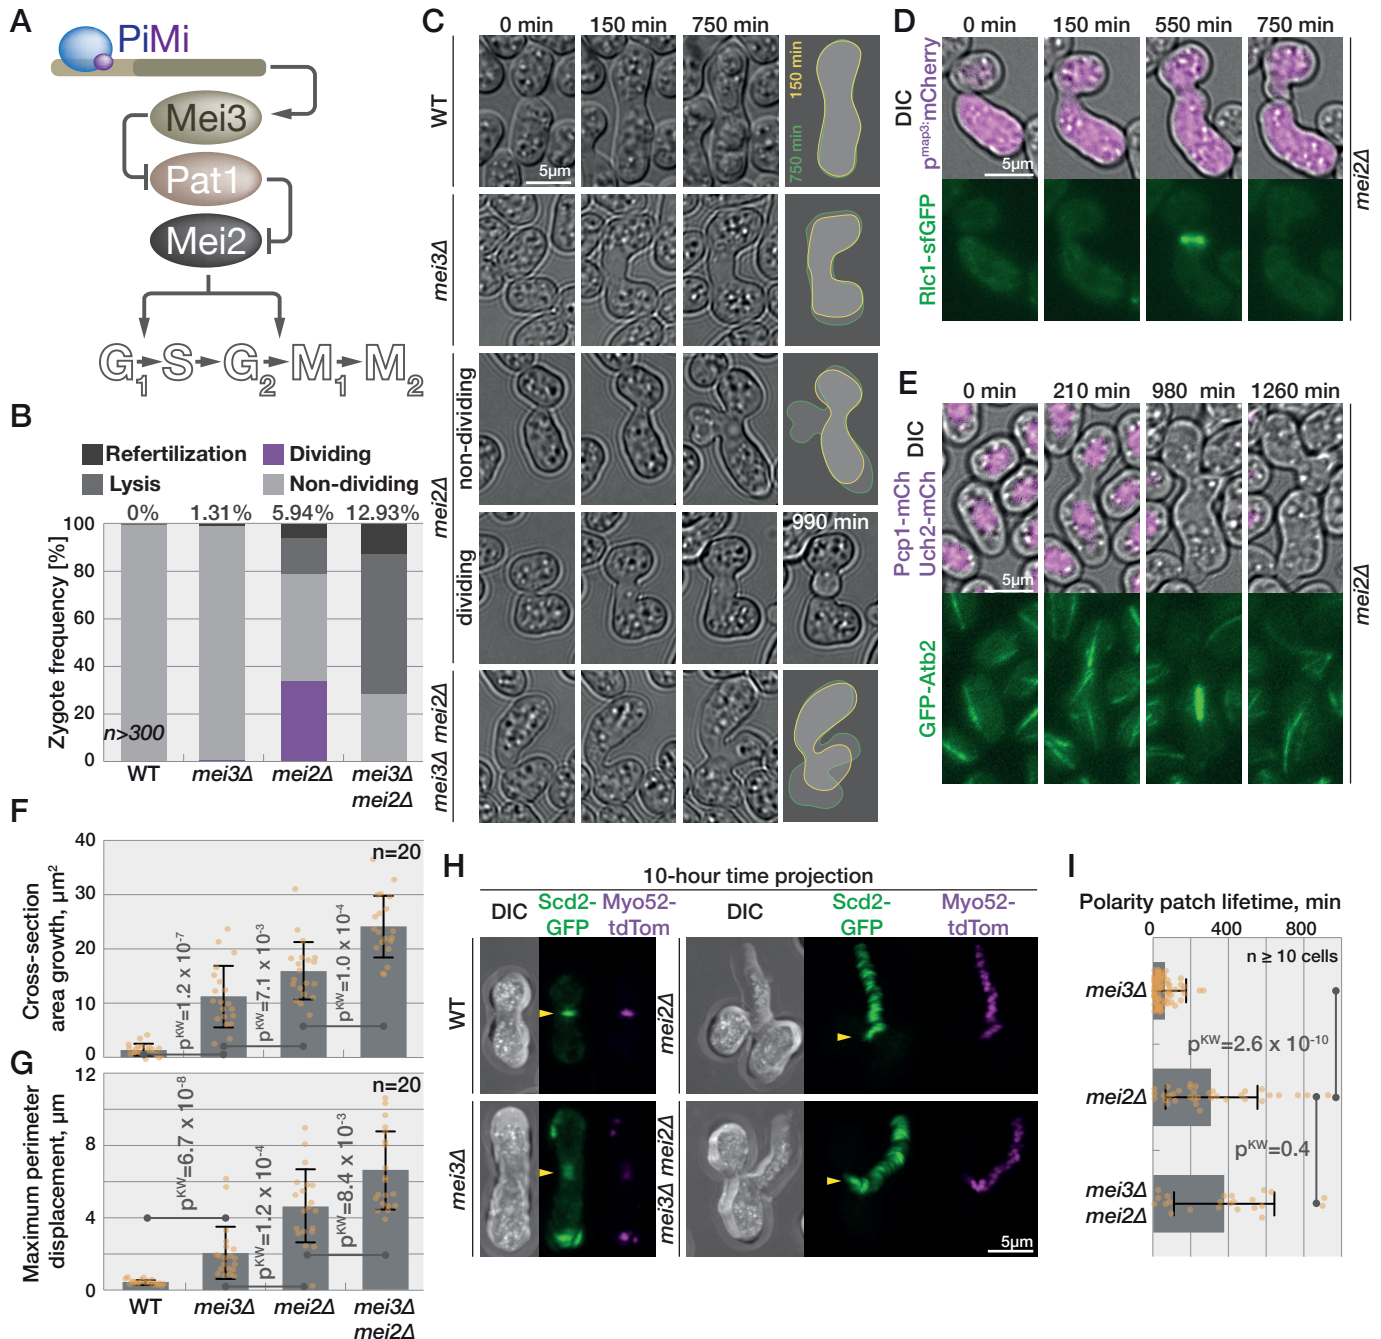 A
PiMi
Mei3
Pat1
Mei2
G1 S G2 M1 M2
B
Refertilization
Dividing
Lysis
Non-dividing
0% 1.31% 5.94% 12.93%
Zygote frequency [%]
100
80
60
40
20
0
n>300
WT mei3Δ mei2Δ mei3Δ mei2Δ
C
0 min 150 min 750 min
WT
5μm
150 min
750 min
mei3Δ
mei2Δ
non-dividing
dividing
990 min
mei3Δ mei2Δ
D
0 min 150 min 550 min 750 min
DIC
pmap3:mCherry
5μm
Rlc1-sfGFP
mei2Δ
E
0 min 210 min 980 min 1260 min
DIC
Pcp1-mCh
Uch2-mCh
5μm
GFP-Atb2
mei2Δ
F
Cross-section
area growth, μm2
40
30
20
10
0
n=20
pKW=1.2 x 10-7
pKW=7.1 x 10-3
pKW=1.0 x 10-4
G
Maximum perimeter
displacement, μm
12
8
4
0
n=20
pKW=6.7 x 10-8
pKW=1.2 x 10-4
pKW=8.4 x 10-3
WT mei3Δ mei2Δ mei3Δ
mei2Δ
H
10-hour time projection
DIC Scd2-GFP Myo52-tdTom DIC Scd2-GFP Myo52-tdTom
WT
mei2Δ
mei3Δ
mei3Δ mei2Δ
5μm
I
Polarity patch lifetime, min
0 400 800
n ≥ 10 cells
mei3Δ
pKW=2.6 x 10-10
mei2Δ
pKW=0.4
mei3Δ
mei2Δ